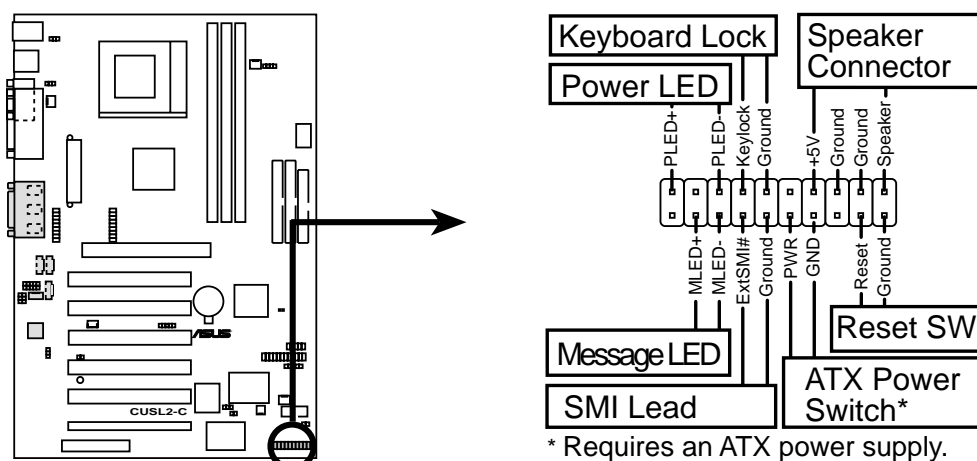 Keyboard Lock
Power LED
Speaker
Connector
PLED+
PLED-
Keylock
Ground
+5V
Ground
Ground
Speaker
MLED+
MLED-
ExtSMI#
Ground
PWR
GND
Reset
Ground
Message LED
SMI Lead
Reset SW
ATX Power
Switch*
* Requires an ATX power supply.
ASUS
CUSL2-C